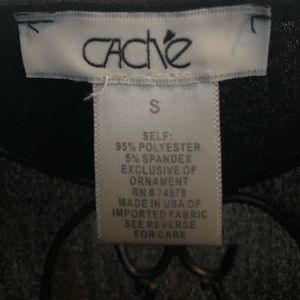 CACHÉ
S
SELF:
95% POLYESTER
5% SPANDEX
EXCLUSIVE OF
ORNAMENT
RN# 74578
MADE IN USA OF
IMPORTED FABRIC
SEE REVERSE
FOR CARE